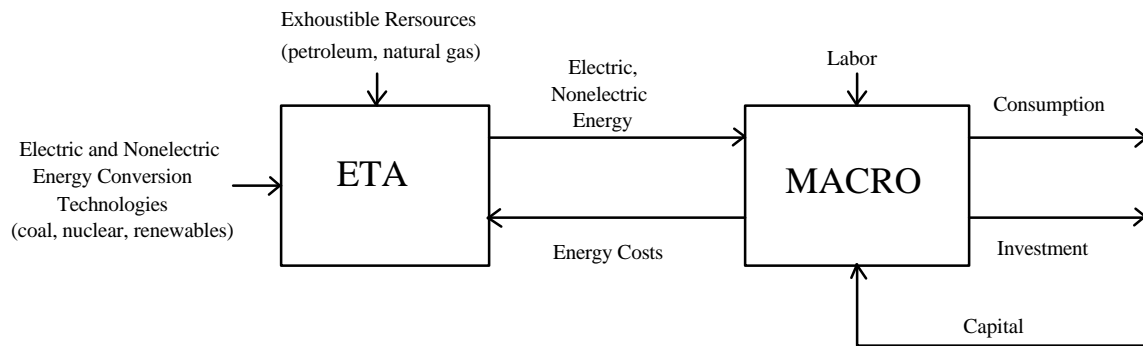 Exhoustible Rersources
(petroleum, natural gas)
Electric,
Nonelectric
Energy
Labor
Consumption
Electric and Nonelectric
Energy Conversion
Technologies
(coal, nuclear, renewables)
ETA
MACRO
Energy Costs
Investment
Capital